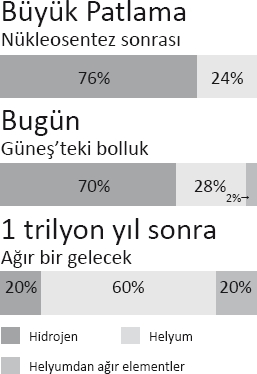 Büyük Patlama
Nükleosentez sonrası
76% 24%
Bugün
Güneş'teki bolluk
70% 28% 2%→
1 trilyon yıl sonra
Ağır bir gelecek
20% 60% 20%
Hidrojen Helyum
Helyumdan ağır elementler